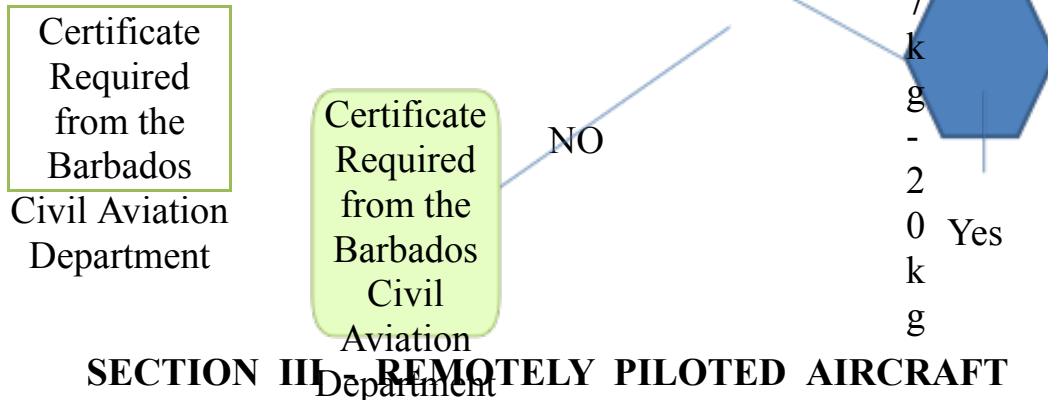 Certificate
Required
from the
Barbados
Civil Aviation
Department
Certificate
Required
from the
Barbados
Civil
Aviation
Department
NO
k
g
-
2
0
k
g
Yes
SECTION III - REMOTELY PILOTED AIRCRAFT